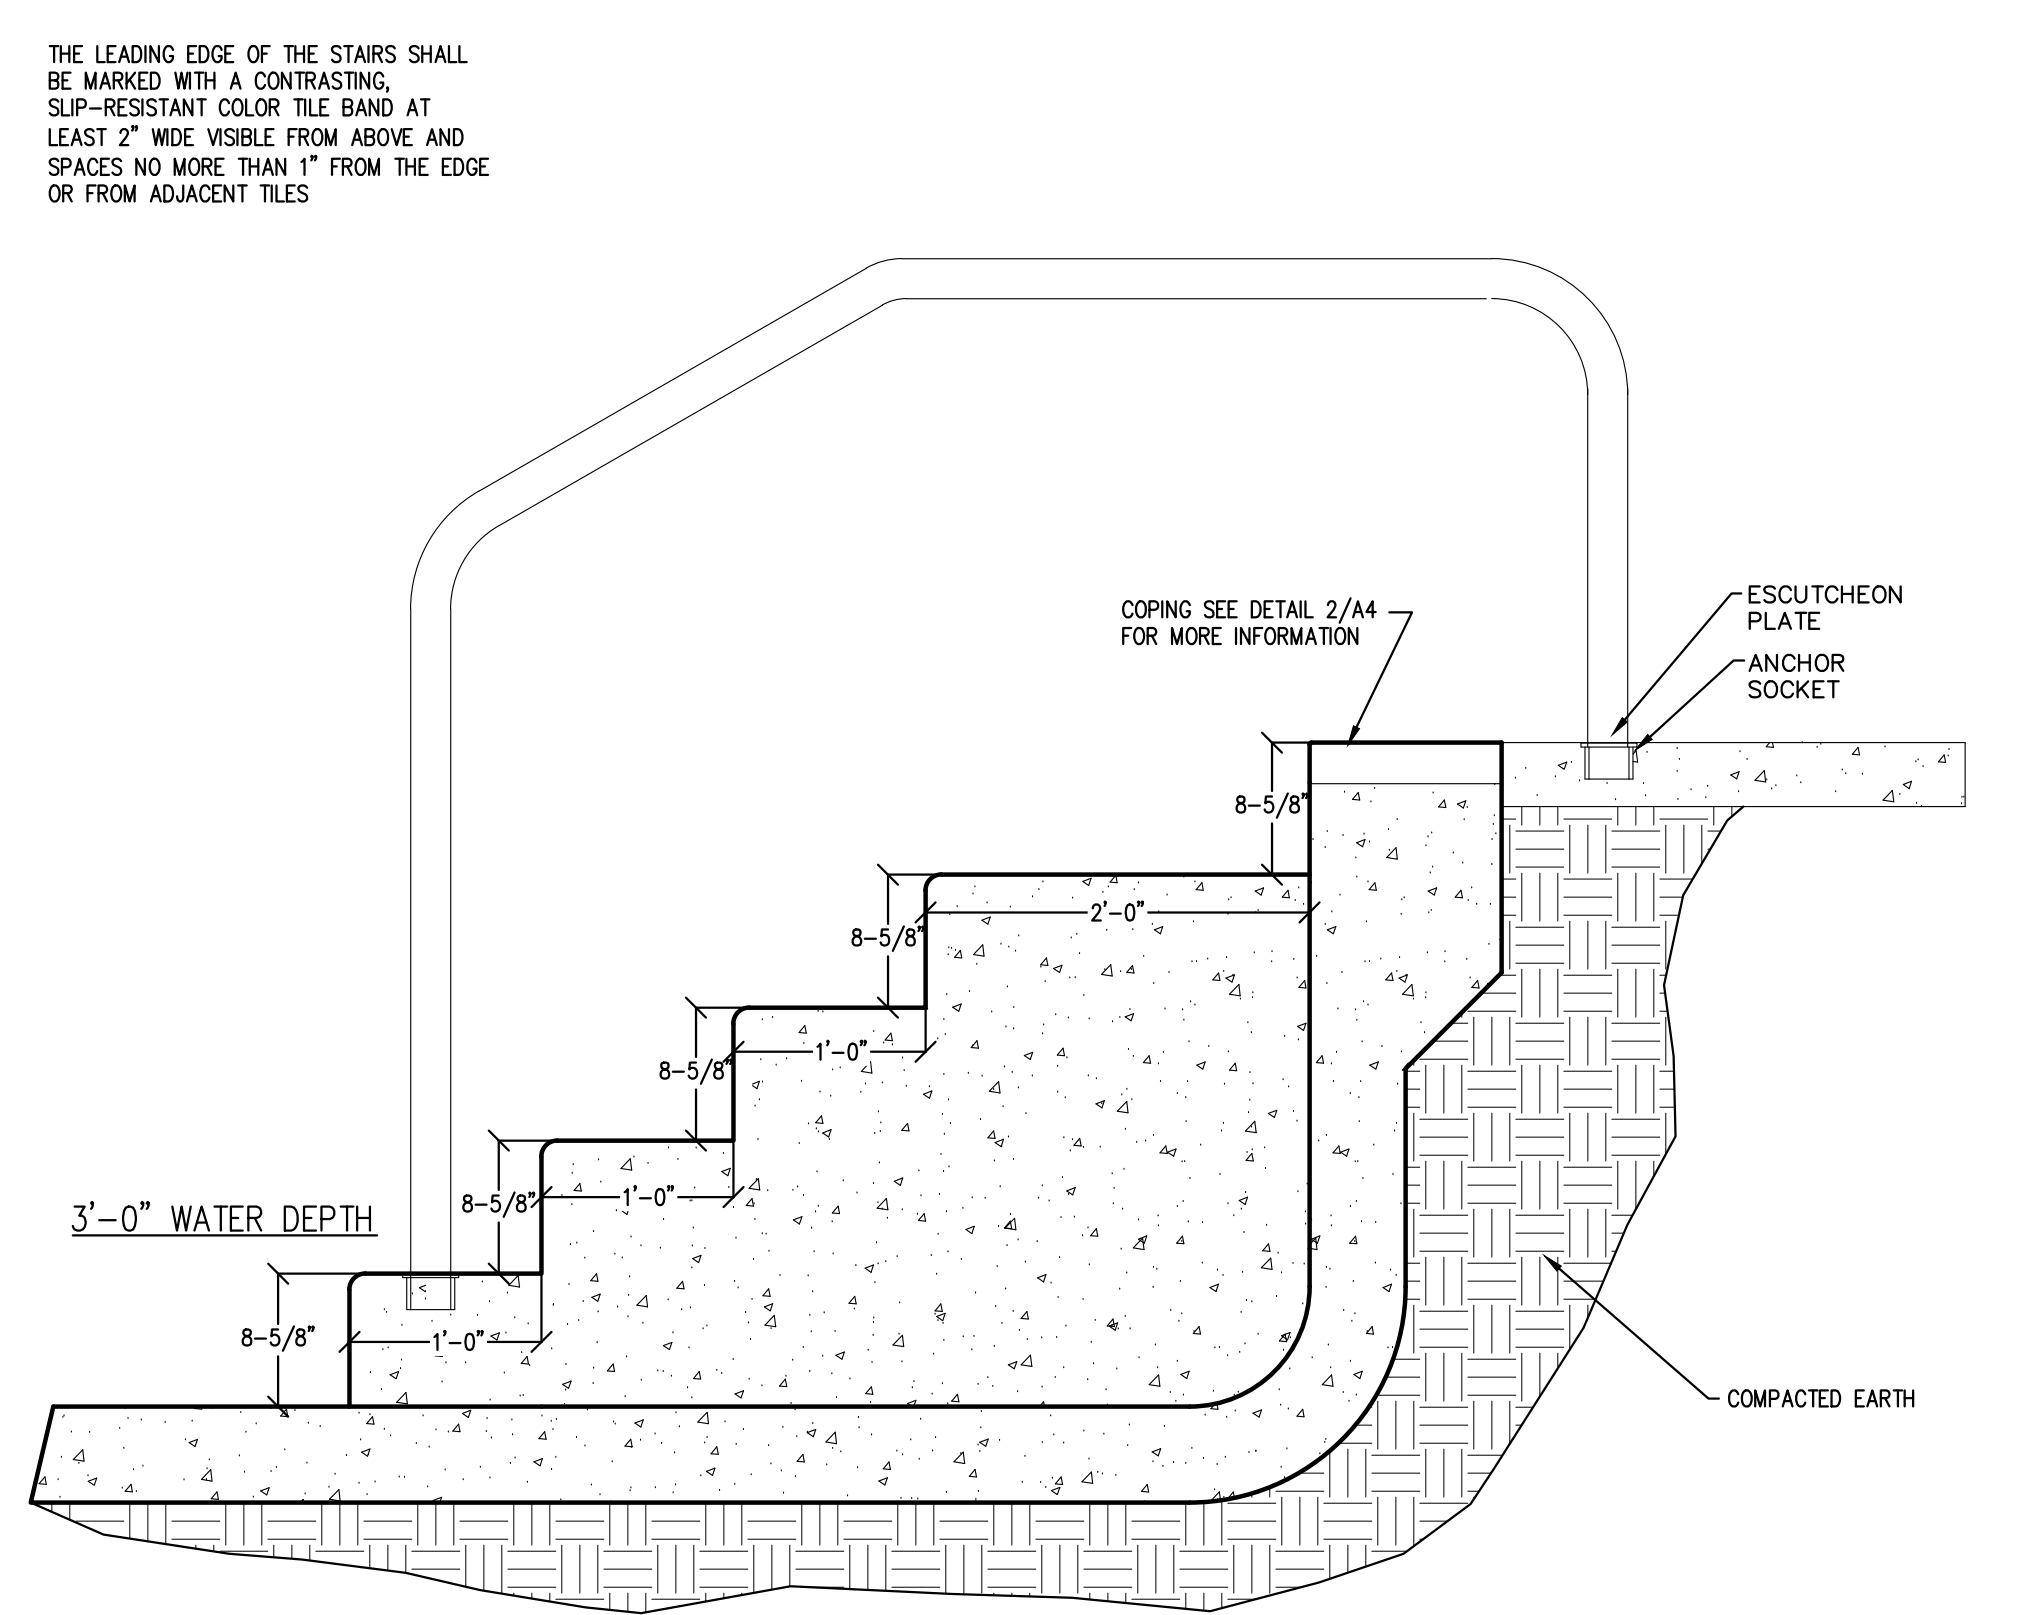 THE LEADING EDGE OF THE STAIRS SHALL
BE MARKED WITH A CONTRASTING,
SLIP-RESISTANT COLOR TILE BAND AT
LEAST 2" WIDE VISIBLE FROM ABOVE AND
SPACES NO MORE THAN 1" FROM THE EDGE
OR FROM ADJACENT TILES
COPING SEE DETAIL 2/A4
FOR MORE INFORMATION
ESCUTCHEON
PLATE
ANCHOR
SOCKET
8-5/8"
2'-0"
8-5/8"
1'-0"
8-5/8"
1'-0"
8-5/8"
3'-0" WATER DEPTH
8-5/8"
1'-0"
COMPACTED EARTH